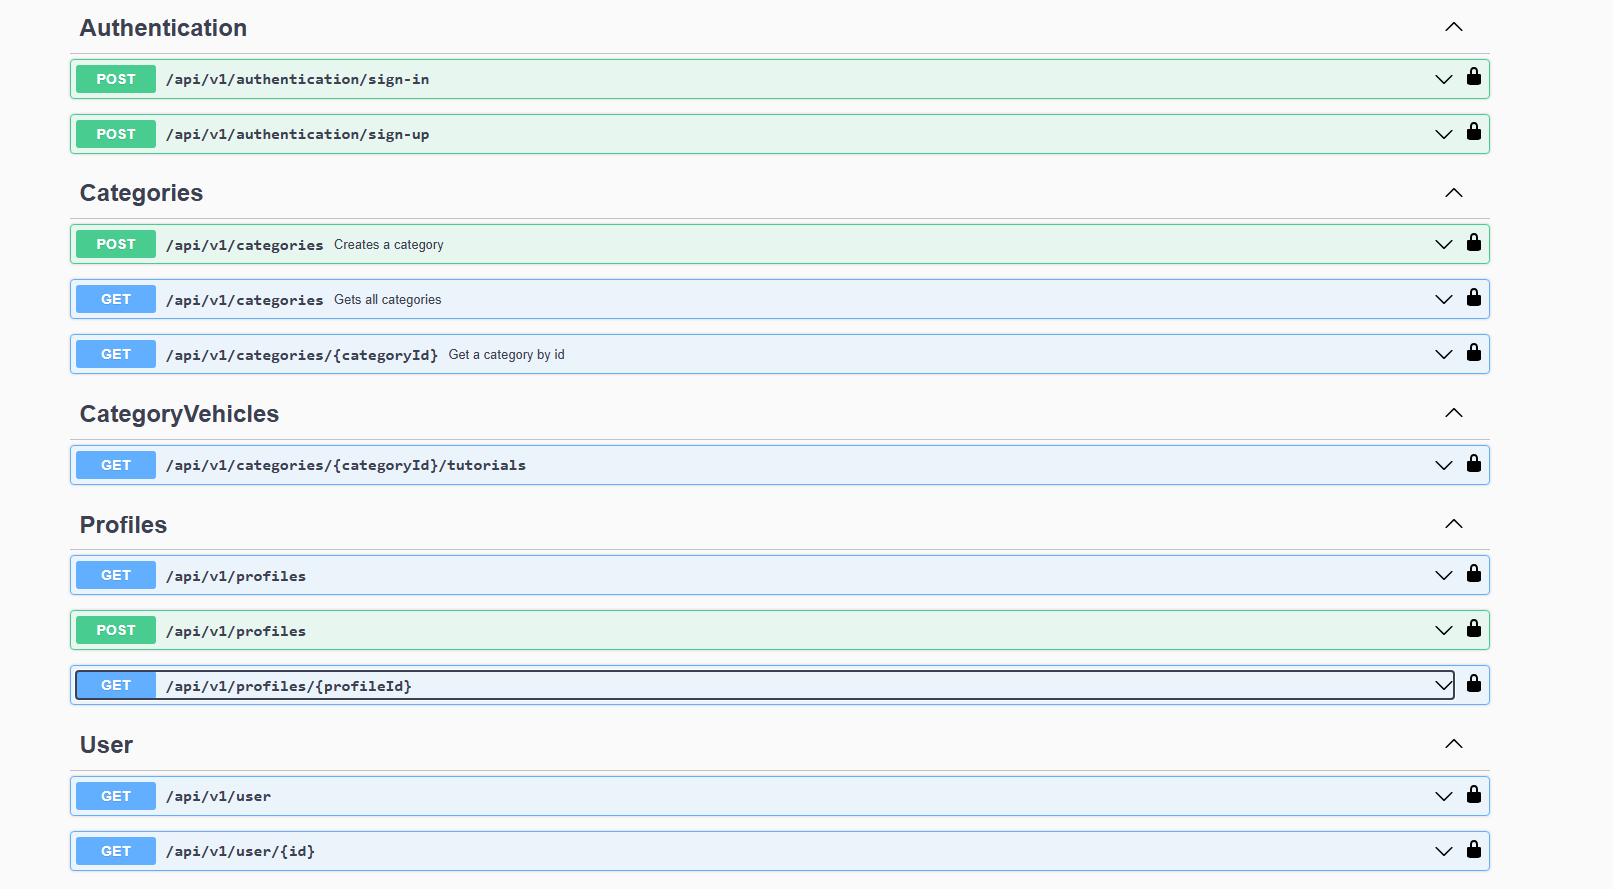 Authentication
POST /api/v1/authentication/sign-in
POST /api/v1/authentication/sign-up
Categories
POST /api/v1/categories Creates a category
GET /api/v1/categories Gets all categories
GET /api/v1/categories/{categoryId} Get a category by id
CategoryVehicles
GET /api/v1/categories/{categoryId}/tutorials
Profiles
GET /api/v1/profiles
POST /api/v1/profiles
GET /api/v1/profiles/{profileId}
User
GET /api/v1/user
GET /api/v1/user/{id}